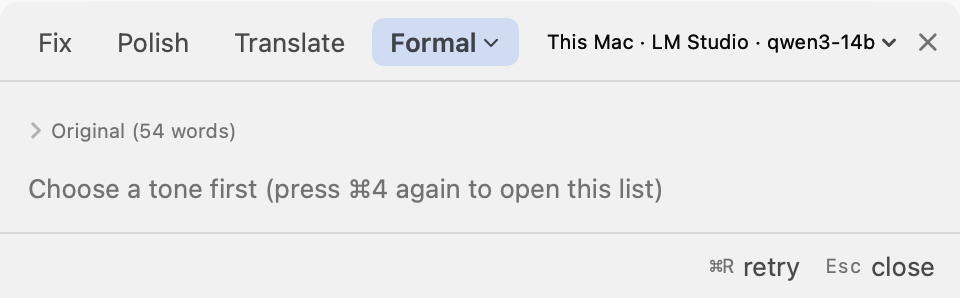 Fix Polish Translate Formal This Mac · LM Studio · qwen3-14b
Original (54 words)
Choose a tone first (press ⌘4 again to open this list)
⌘R retry Esc close